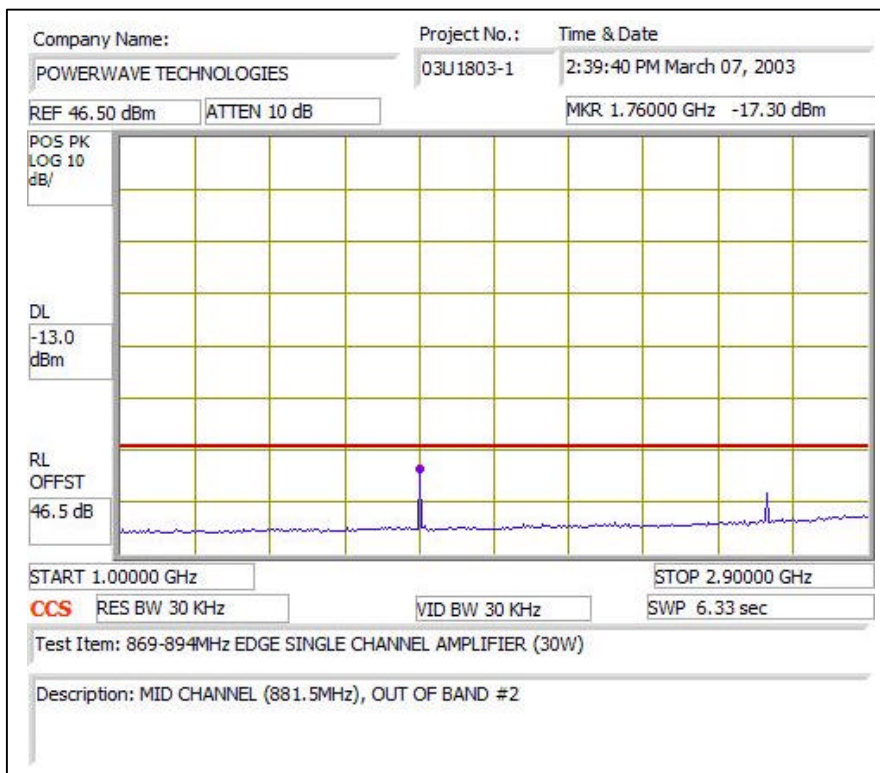 Company Name:
Project No.:
Time & Date
POWERWAVE TECHNOLOGIES
03U1803-1
2:39:40 PM March 07, 2003
REF 46.50 dBm
ATTEN 10 dB
MKR 1.76000 GHz -17.30 dBm
POS PK
LOG 10
dB/
DL
-13.0
dBm
RL
OFFST
46.5 dB
START 1.00000 GHz
STOP 2.90000 GHz
CCS
RES BW 30 KHz
VID BW 30 KHz
SWP 6.33 sec
Test Item: 869-894MHz EDGE SINGLE CHANNEL AMPLIFIER (30W)
Description: MID CHANNEL (881.5MHz), OUT OF BAND #2